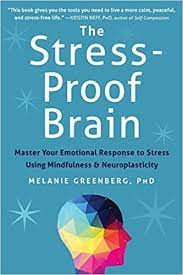 "This book gives you the tools you need to live a more calm, peaceful,
and stress-free life." —KRISTIN NEFF, PhD, author of Self-Compassion
The
Stress-
Proof
Brain
Master Your Emotional Response to Stress
Using Mindfulness & Neuroplasticity
MELANIE GREENBERG, PhD